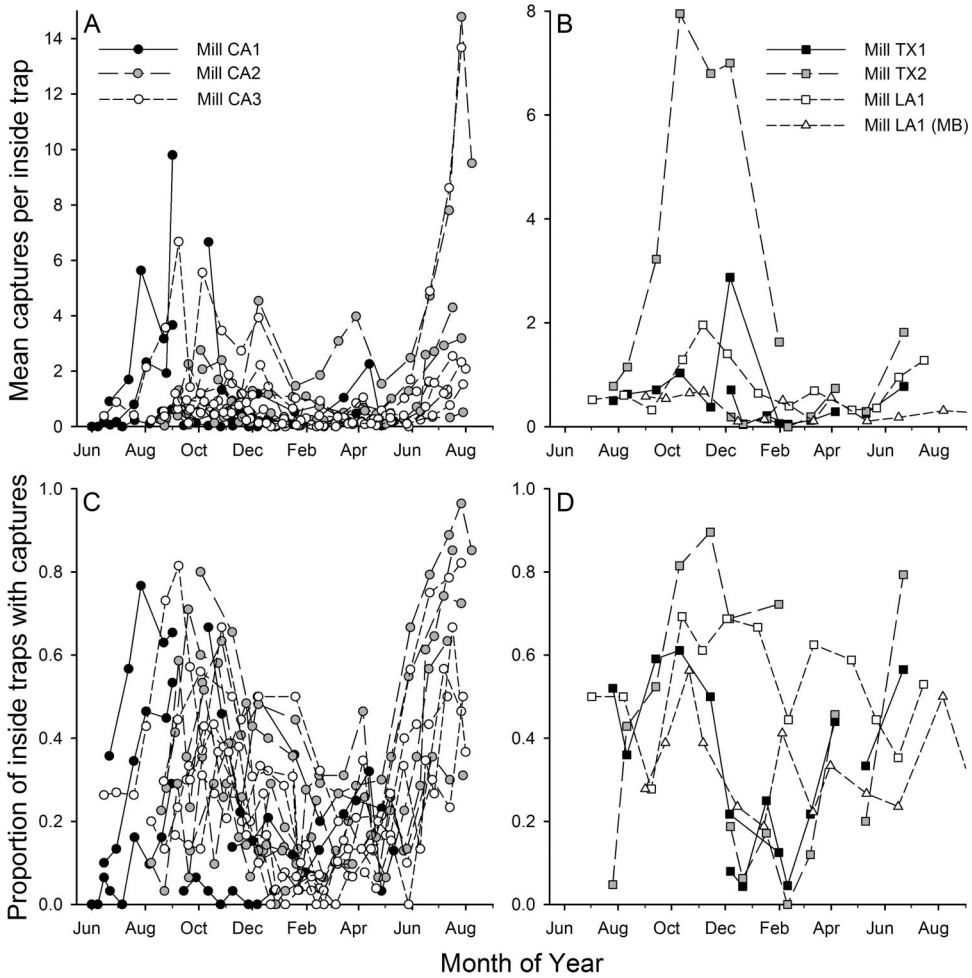 A
Mill CA1
Mill CA2
Mill CA3
Mean captures per inside trap
14
12
10
8
6
4
2
0
Jun Aug Oct Dec Feb Apr Jun Aug
B
Mill TX1
Mill TX2
Mill LA1
Mill LA1 (MB)
8
6
4
2
0
Jun Aug Oct Dec Feb Apr Jun Aug
C
Proportion of inside traps with captures
1.0
0.8
0.6
0.4
0.2
0.0
Jun Aug Oct Dec Feb Apr Jun Aug
D
1.0
0.8
0.6
0.4
0.2
0.0
Jun Aug Oct Dec Feb Apr Jun Aug
Month of Year